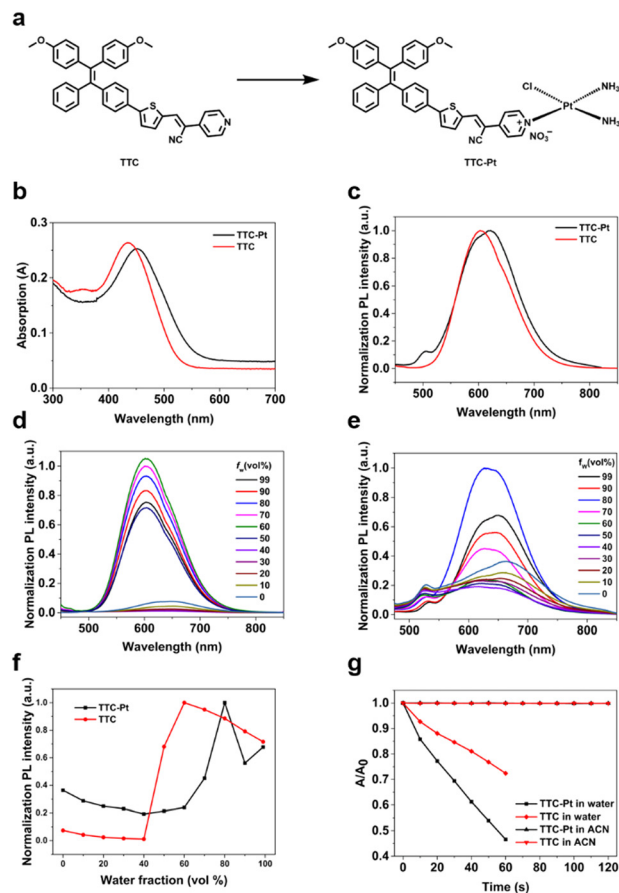 a
O
O
S
CN
N
TTC
O
O
S
CN
N+
NO₃⁻
Cl
Pt
NH₃
NH₃
TTC-Pt
b
TTC-Pt
TTC
Absorption (A)
0.3
0.2
0.1
0.0
300 400 500 600 700
Wavelength (nm)
c
TTC-Pt
TTC
Normalization PL intensity (a.u.)
1.0
0.8
0.6
0.4
0.2
0.0
500 600 700 800
Wavelength (nm)
d
Normalization PL intensity (a.u.)
1.0
0.8
0.6
0.4
0.2
0.0
500 600 700 800
Wavelength (nm)
fw(vol%)
99
90
80
70
60
50
40
30
20
10
0
e
Normalization PL intensity (a.u.)
1.0
0.8
0.6
0.4
0.2
0.0
500 600 700 800
Wavelength (nm)
fw(vol%)
99
90
80
70
60
50
40
30
20
10
0
f
TTC-Pt
TTC
Normalization PL intensity (a.u.)
1.0
0.8
0.6
0.4
0.2
0.0
0 20 40 60 80 100
Water fraction (vol %)
g
A/A₀
1.0
0.9
0.8
0.7
0.6
0.5
0.4
0 20 40 60 80 100 120
Time (s)
TTC-Pt in water
TTC in water
TTC-Pt in ACN
TTC in ACN